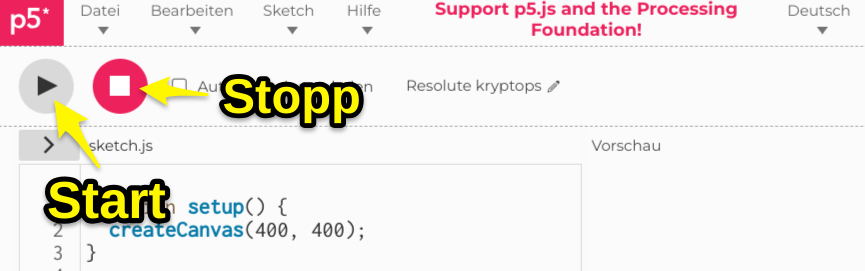 p5*
Datei
Bearbeiten
Sketch
Hilfe
Support p5.js and the Processing
Foundation!
Deutsch
Stopp
Resolute kryptops
sketch.js
Vorschau
Start
setup() {
2 createCanvas(400, 400);
3 }